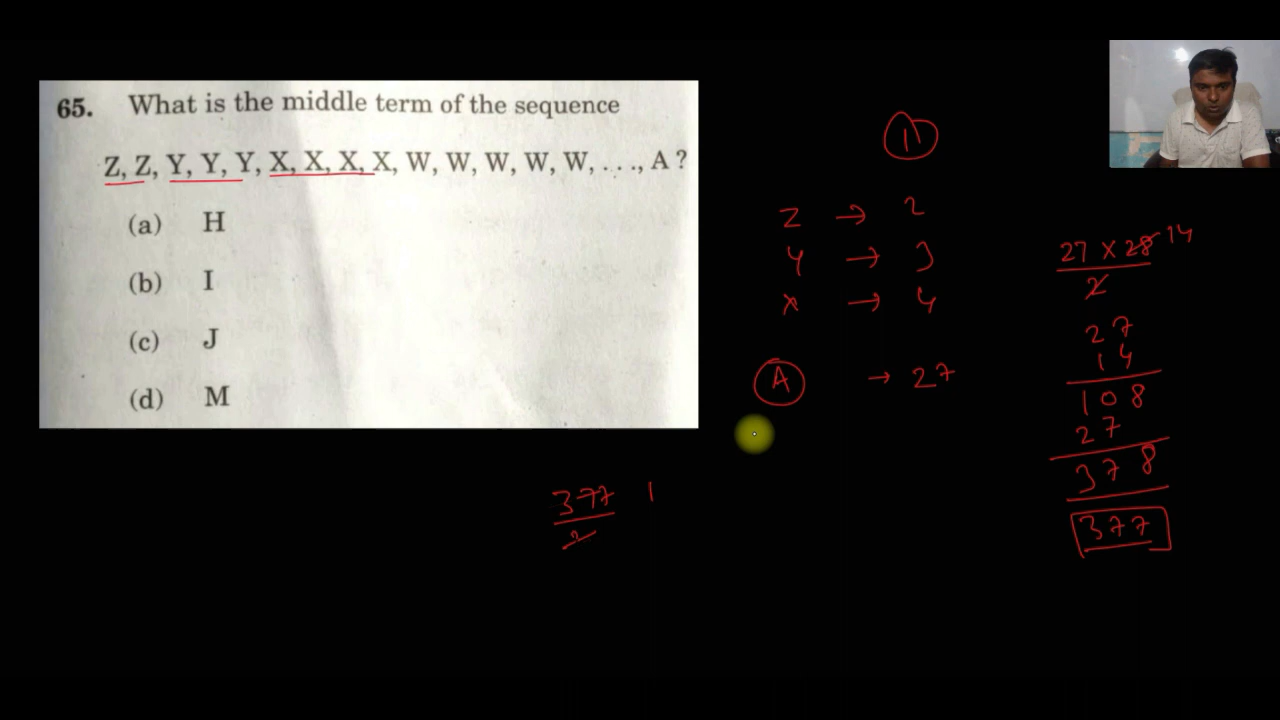 65. What is the middle term of the sequence
Z, Z, Y, Y, Y, X, X, X, X, W, W, W, W, W, . . ., A ?
(a) H
(b) I
(c) J
(d) M
Z → 2
Y → 3
X → 4
A → 27
27 X 28 14
2
27
14
108
27
378
377
377 1
2